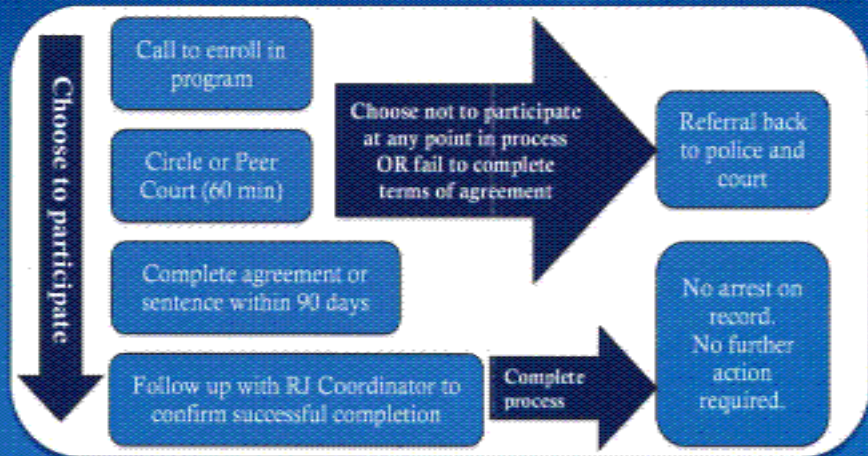 Choose to participate
Call to enroll in
program
Circle or Peer
Court (60 min)
Complete agreement or
sentence within 90 days
Follow up with RJ Coordinator to
confirm successful completion
Choose not to participate
at any point in process
OR fail to complete
terms of agreement
Referral back
to police and
court
Complete
process
No arrest on
record.
No further
action
required.